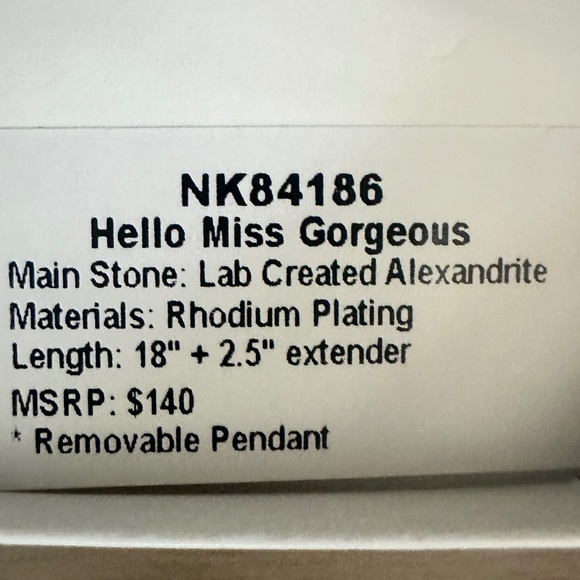 NK84186
Hello Miss Gorgeous
Main Stone: Lab Created Alexandrite
Materials: Rhodium Plating
Length: 18" + 2.5" extender
MSRP: $140
* Removable Pendant